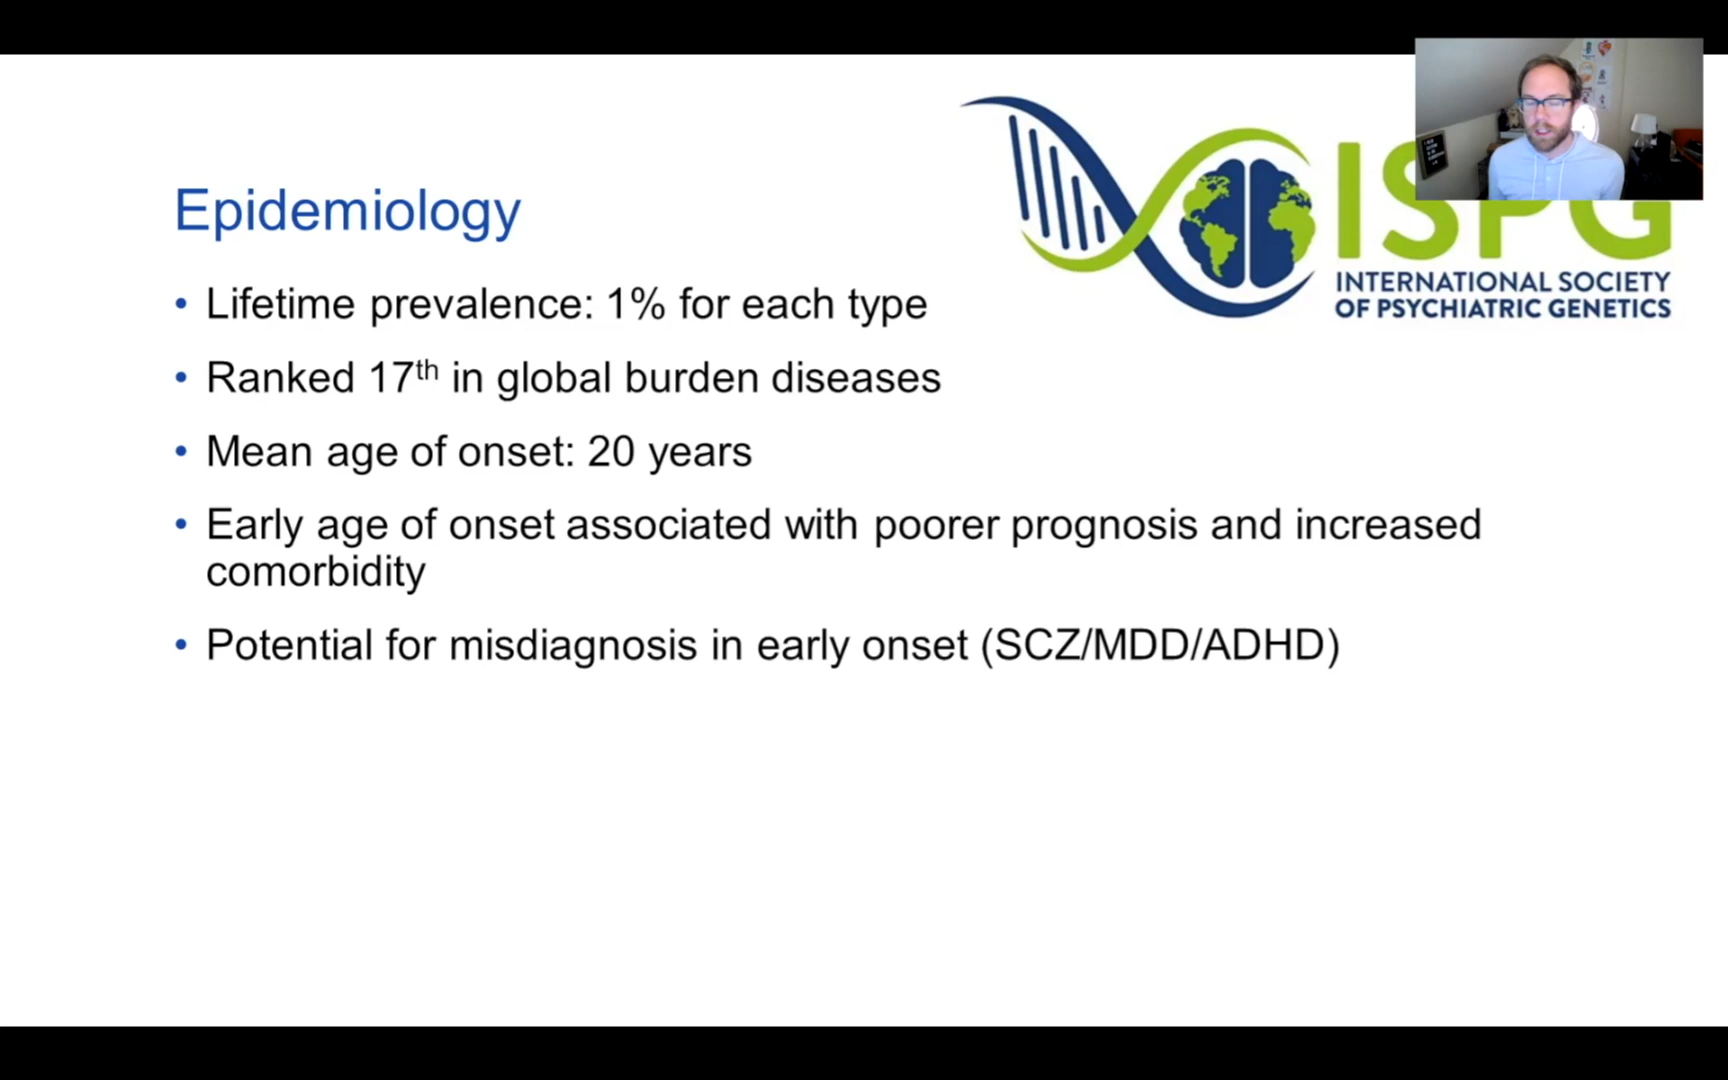 Epidemiology
• Lifetime prevalence: 1% for each type
• Ranked 17th in global burden diseases
• Mean age of onset: 20 years
• Early age of onset associated with poorer prognosis and increased
comorbidity
• Potential for misdiagnosis in early onset (SCZ/MDD/ADHD)
ISPG
INTERNATIONAL SOCIETY
OF PSYCHIATRIC GENETICS